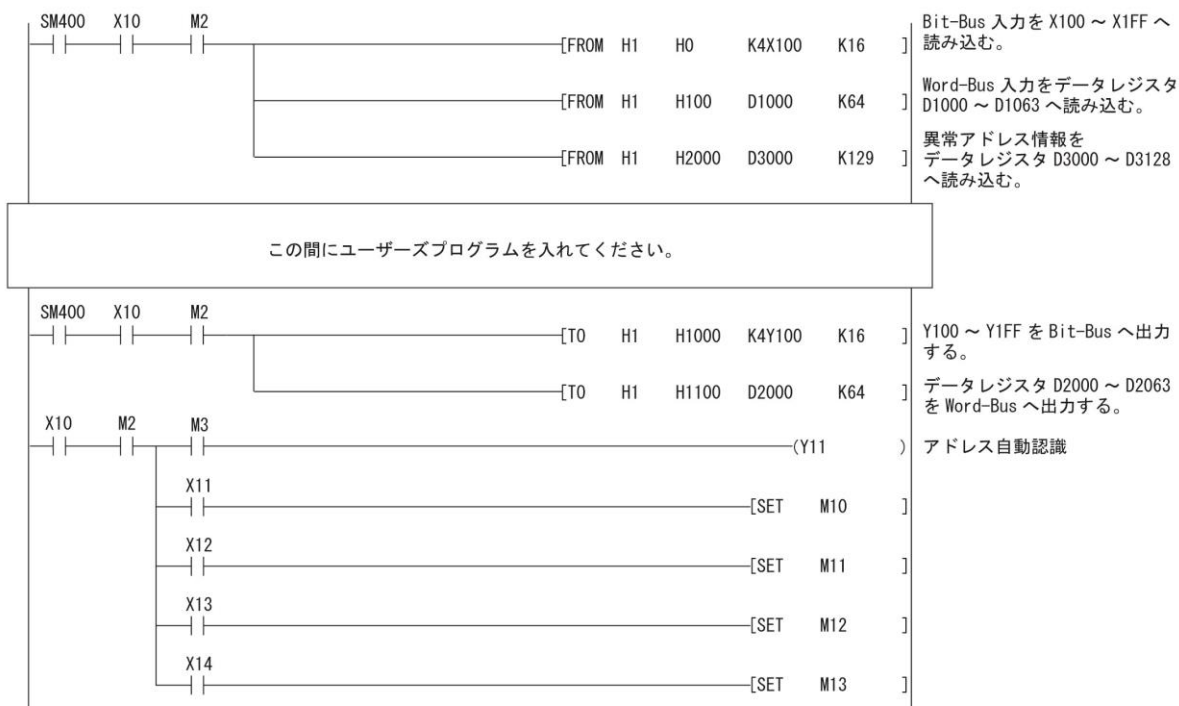 SM400 X10 M2
[FROM H1 H0 K4X100 K16 ]
Bit-Bus 入力を X100 ～ X1FF へ
読み込む。
[FROM H1 H100 D1000 K64 ]
Word-Bus 入力をデータレジスタ
D1000 ～ D1063 へ読み込む。
[FROM H1 H2000 D3000 K129 ]
異常アドレス情報を
データレジスタ D3000 ～ D3128
へ読み込む。
この間にユーザーズプログラムを入れてください。
SM400 X10 M2
[TO H1 H1000 K4Y100 K16 ]
Y100 ～ Y1FF を Bit-Bus へ出力
する。
[TO H1 H1100 D2000 K64 ]
データレジスタ D2000 ～ D2063
を Word-Bus へ出力する。
X10 M2 M3
(Y11 )
アドレス自動認識
X11
[SET M10 ]
X12
[SET M11 ]
X13
[SET M12 ]
X14
[SET M13 ]